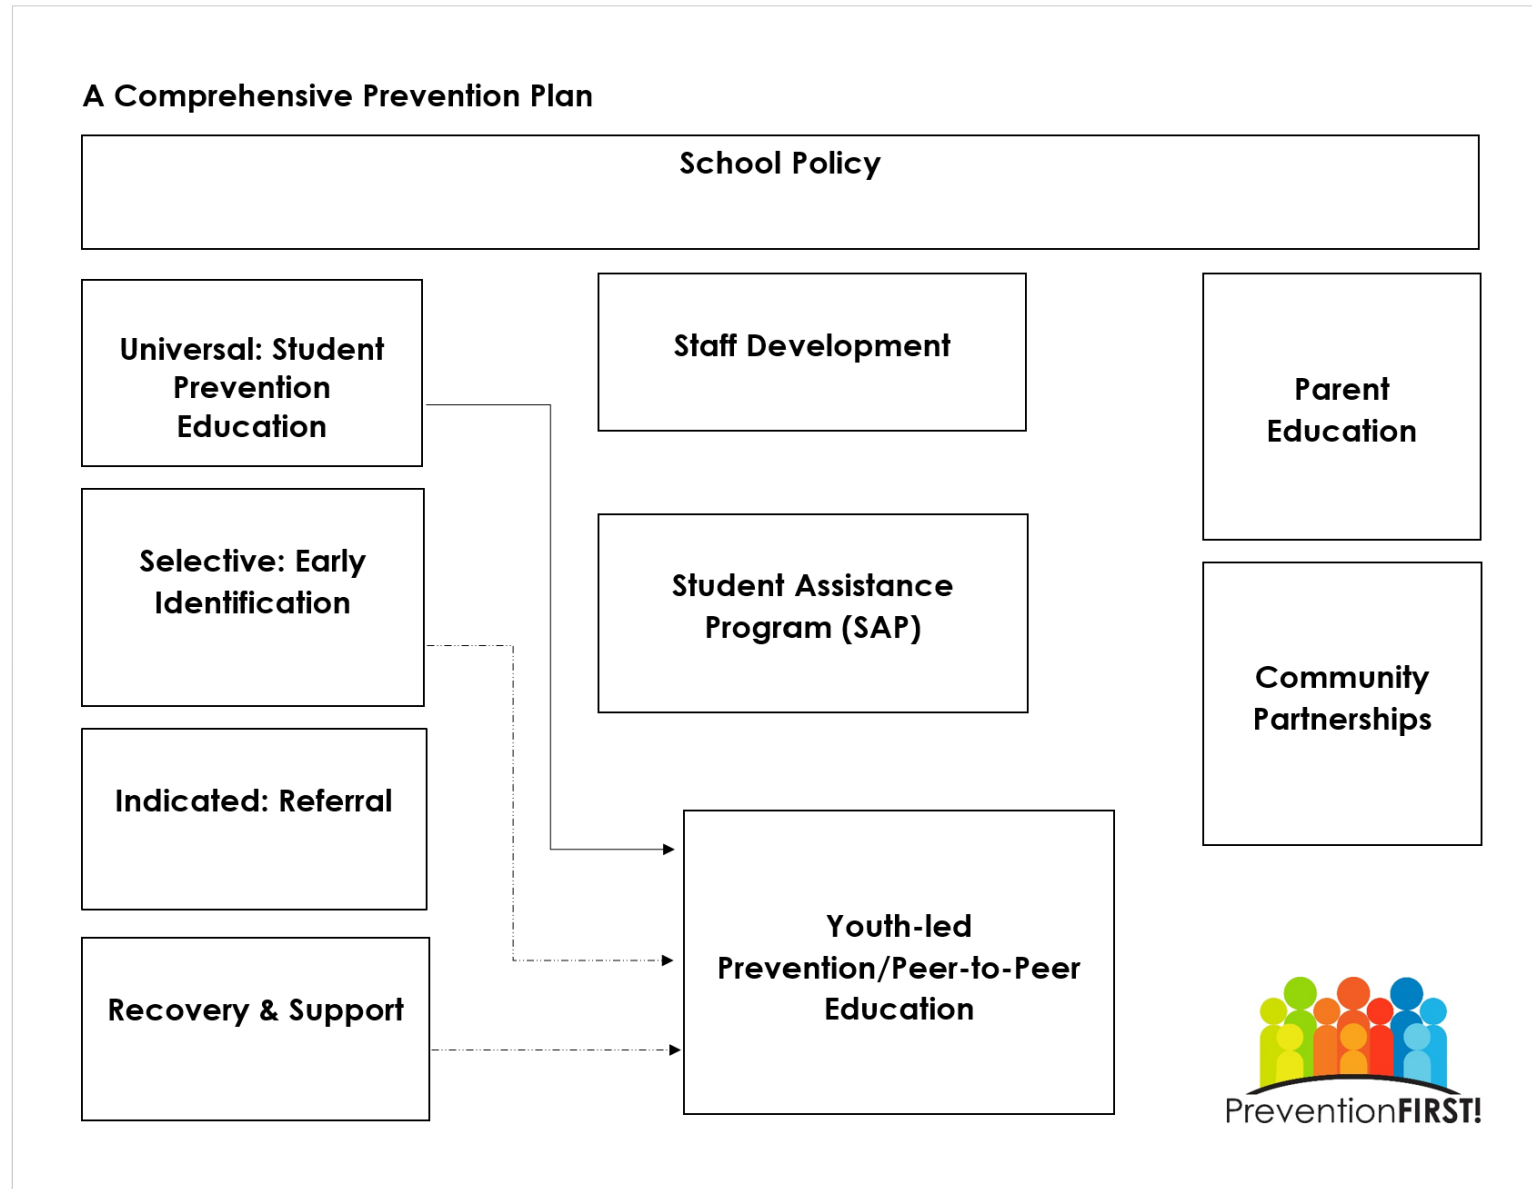 A Comprehensive Prevention Plan
School Policy
Universal: Student
Prevention
Education
Staff Development
Parent
Education
Selective: Early
Identification
Student Assistance
Program (SAP)
Community
Partnerships
Indicated: Referral
Youth-led
Prevention/Peer-to-Peer
Education
Recovery & Support
PreventionFIRST!